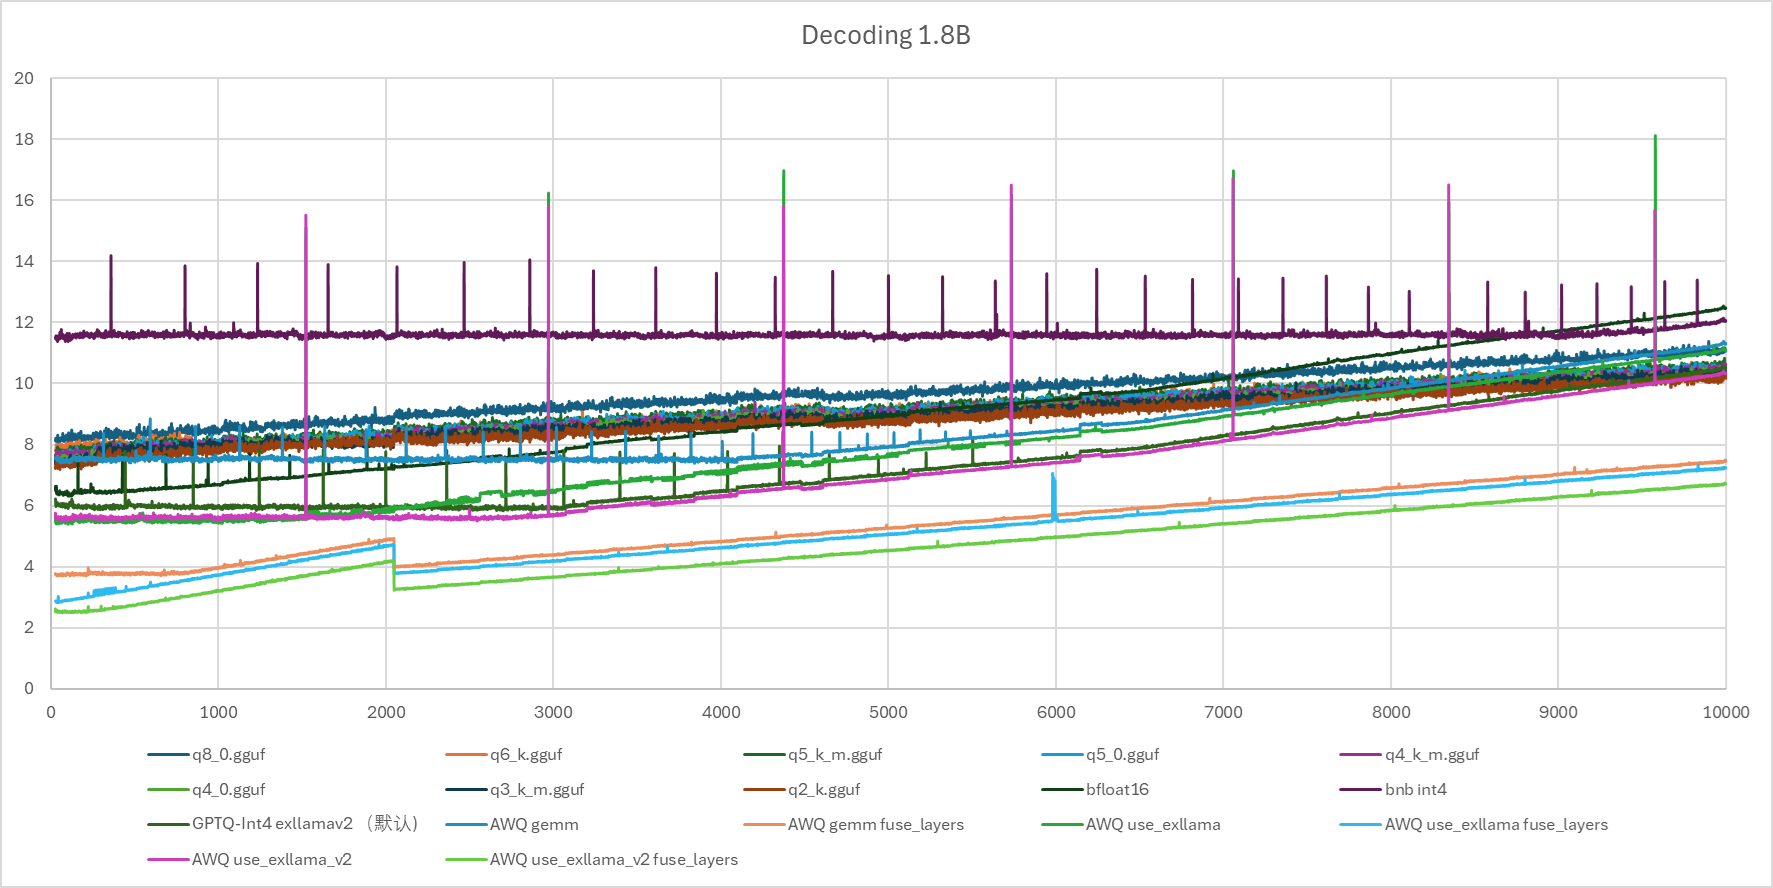 Decoding 1.8B
20
18
16
14
12
10
8
6
4
2
0
0 1000 2000 3000 4000 5000 6000 7000 8000 9000 10000
q8_0.gguf q6_k.gguf q5_k_m.gguf q5_0.gguf q4_k_m.gguf
q4_0.gguf q3_k_m.gguf q2_k.gguf bfloat16 bnb int4
GPTQ-Int4 exllamav2 （默认） AWQ gemm AWQ gemm fuse_layers AWQ use_exllama AWQ use_exllama fuse_layers
AWQ use_exllama_v2 AWQ use_exllama_v2 fuse_layers